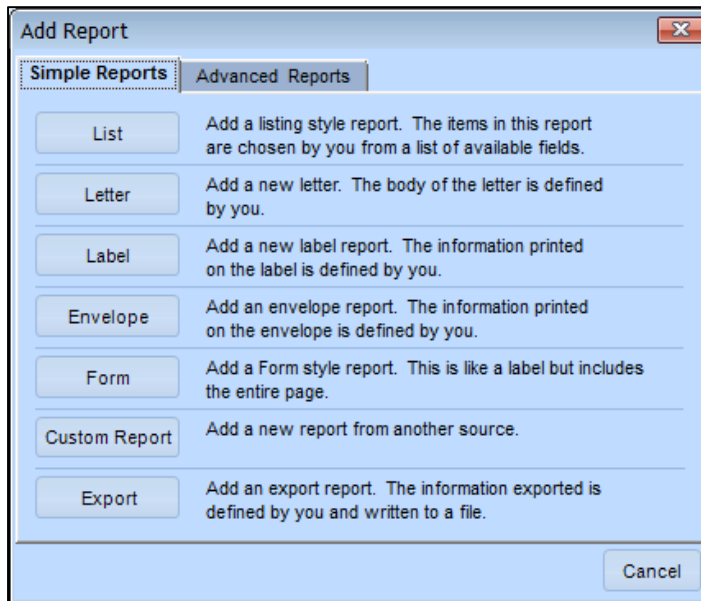 Add Report
Simple Reports
Advanced Reports
List
Add a listing style report. The items in this report
are chosen by you from a list of available fields.
Letter
Add a new letter. The body of the letter is defined
by you.
Label
Add a new label report. The information printed
on the label is defined by you.
Envelope
Add an envelope report. The information printed
on the envelope is defined by you.
Form
Add a Form style report. This is like a label but includes
the entire page.
Custom Report
Add a new report from another source.
Export
Add an export report. The information exported is
defined by you and written to a file.
Cancel